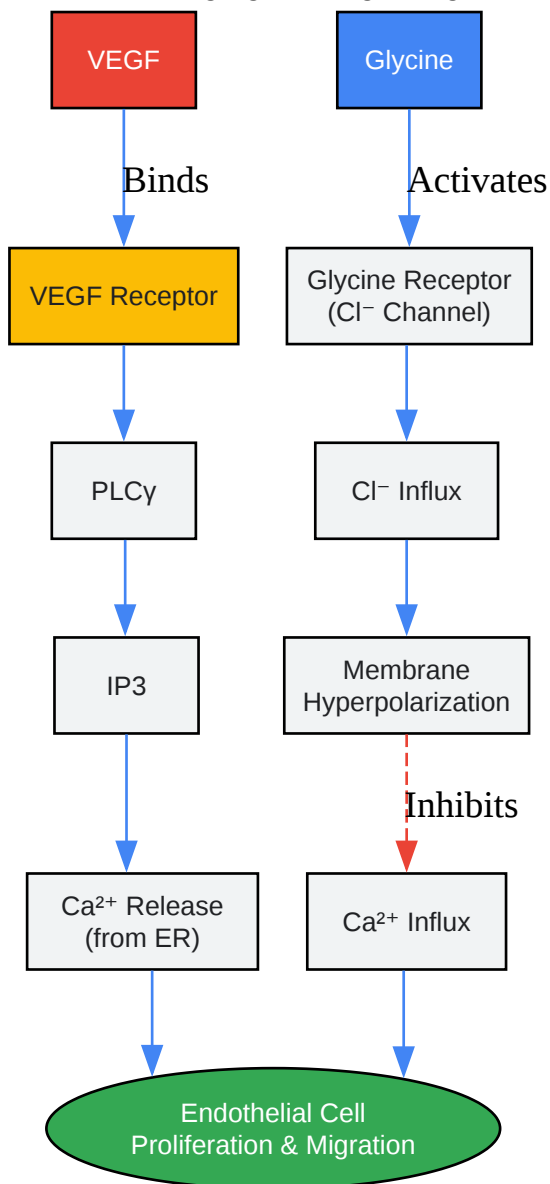 VEGF
Glycine
Binds
Activates
VEGF Receptor
Glycine Receptor
(Cl⁻ Channel)
PLCγ
Cl⁻ Influx
IP3
Membrane
Hyperpolarization
Inhibits
Ca²⁺ Release
(from ER)
Ca²⁺ Influx
Endothelial Cell
Proliferation & Migration